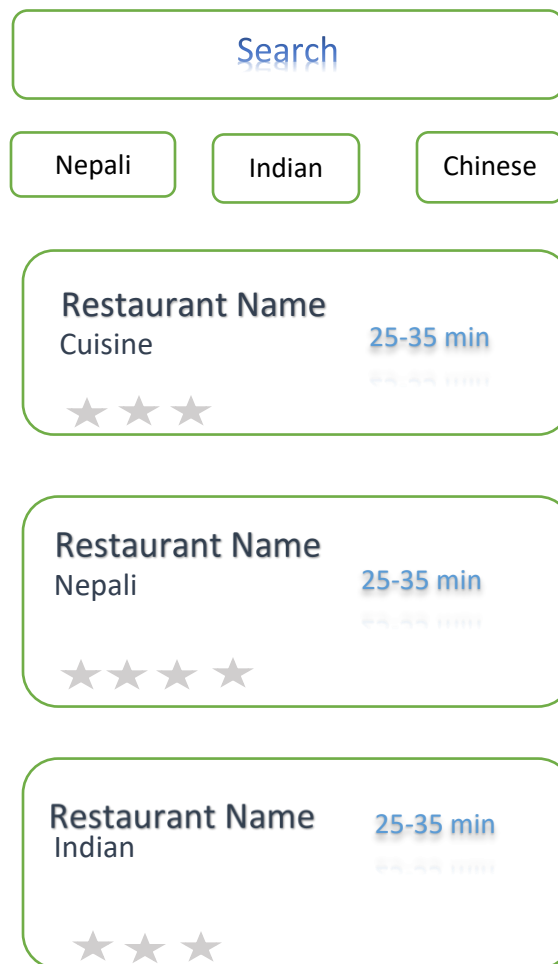 Search
Nepali
Indian
Chinese
Restaurant Name
Cuisine
25-35 min
Restaurant Name
Nepali
25-35 min
Restaurant Name
Indian
25-35 min